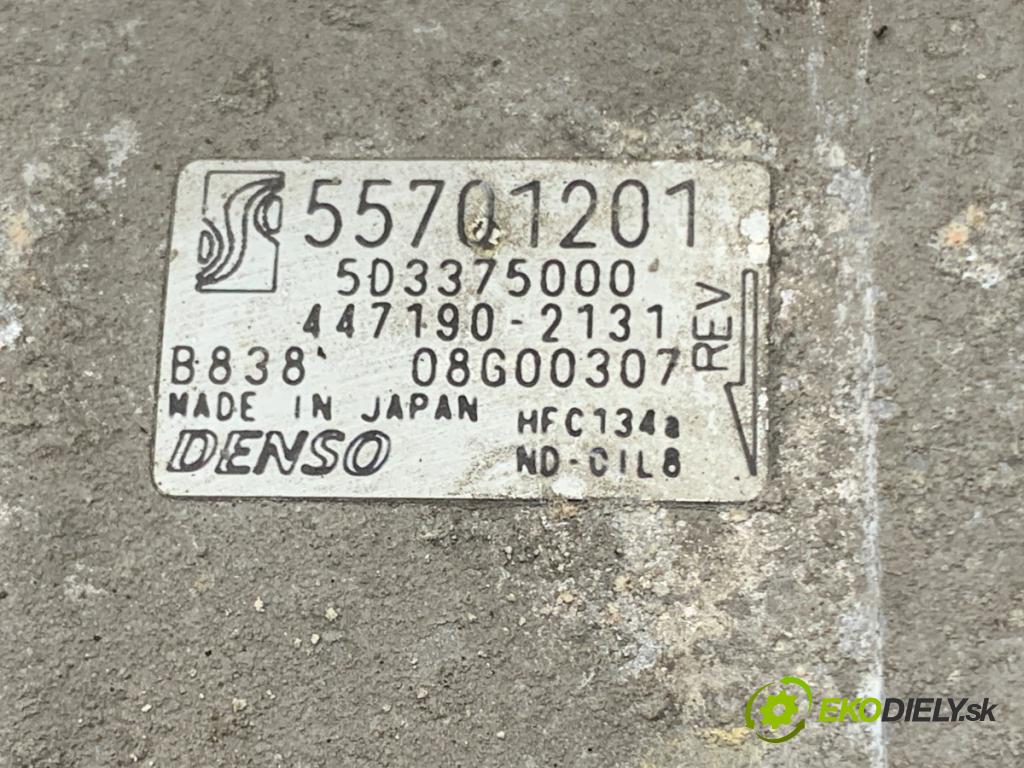 55701201
5D3375000
447190-2131
B838 08G00307
REV
MADE IN JAPAN
HFC134a
DENSO
ND-OIL8
EKODIELY.sk